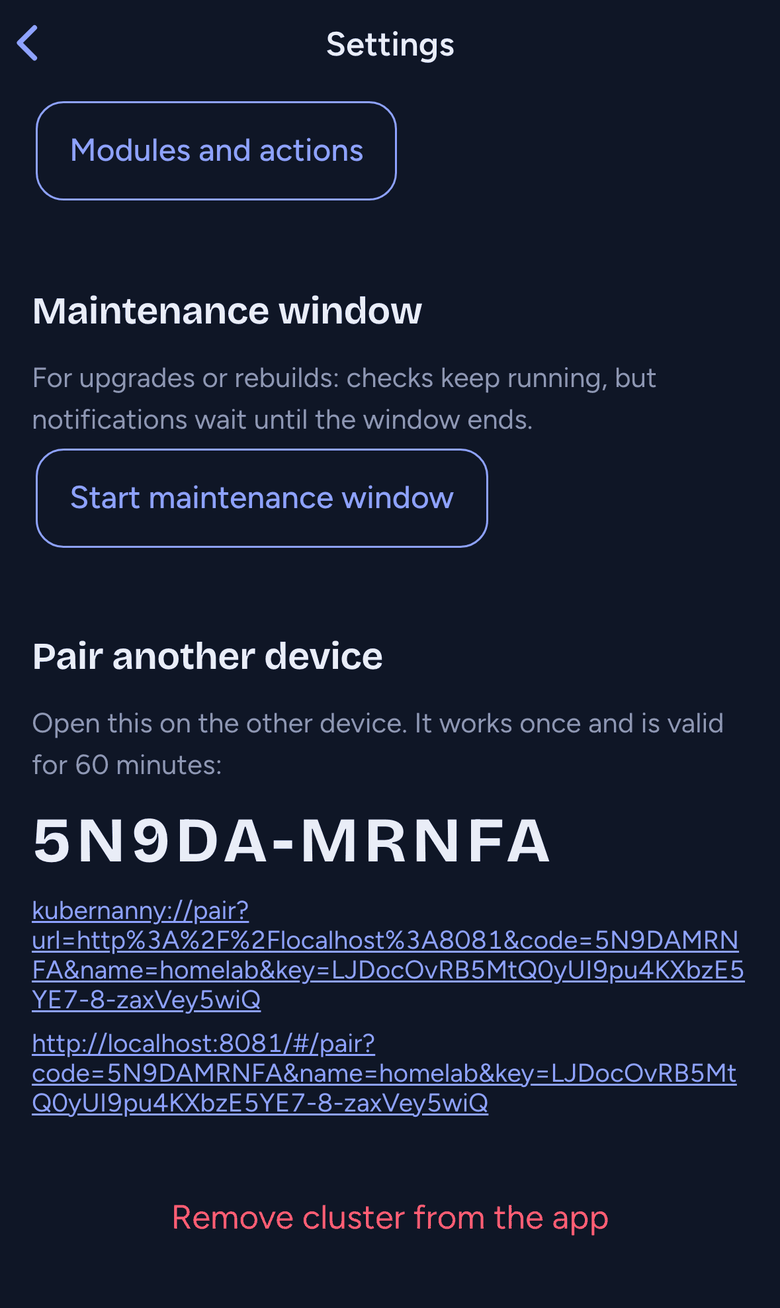 Settings
Modules and actions
Maintenance window
For upgrades or rebuilds: checks keep running, but
notifications wait until the window ends.
Start maintenance window
Pair another device
Open this on the other device. It works once and is valid
for 60 minutes:
5N9DA-MRNFA
kubernanny://pair?
url=http%3A%2F%2Flocalhost%3A8081&code=5N9DAMRN
FA&name=homelab&key=LJDocOvRB5MtQ0yUI9pu4KXbzE5
YE7-8-zaxVey5wiQ
http://localhost:8081/#/pair?
code=5N9DAMRNFA&name=homelab&key=LJDocOvRB5Mt
Q0yUI9pu4KXbzE5YE7-8-zaxVey5wiQ
Remove cluster from the app